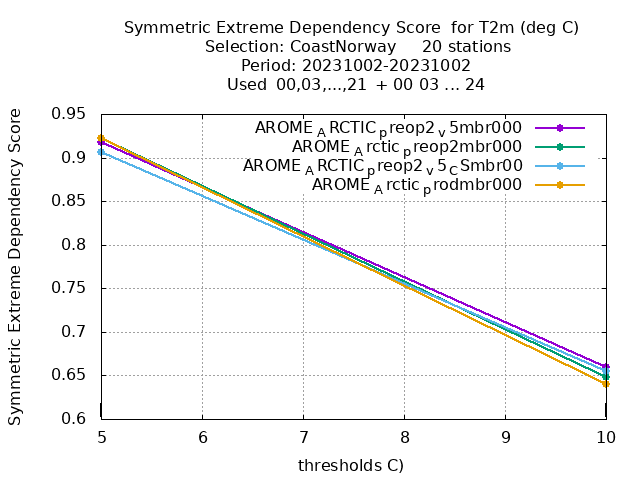 Symmetric Extreme Dependency Score for T2m (deg C)
Selection: CoastNorway 20 stations
Period: 20231002-20231002
Used 00,03,...,21 + 00 03 ... 24
Symmetric Extreme Dependency Score
0.95
0.9
0.85
0.8
0.75
0.7
0.65
0.6
AROME_ARCTIC_preop2_v5mbr000
AROME_Arctic_preop2mbr000
AROME_ARCTIC_preop2_v5_CSmbr00
AROME_Arctic_prodmbr000
5 6 7 8 9 10
thresholds C)